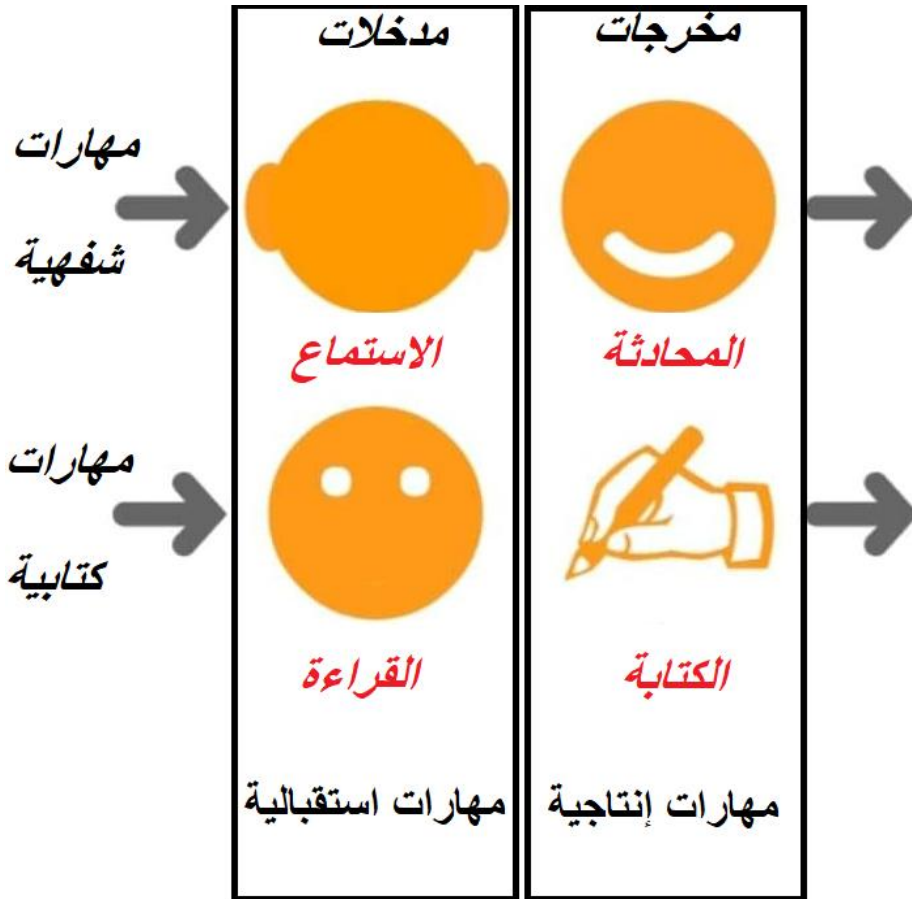 مدخلات
مخرجات
مهارات
شفهية
الاستماع
المحادثة
مهارات
كتابية
القراءة
الكتابة
مهارات استقبالية
مهارات إنتاجية